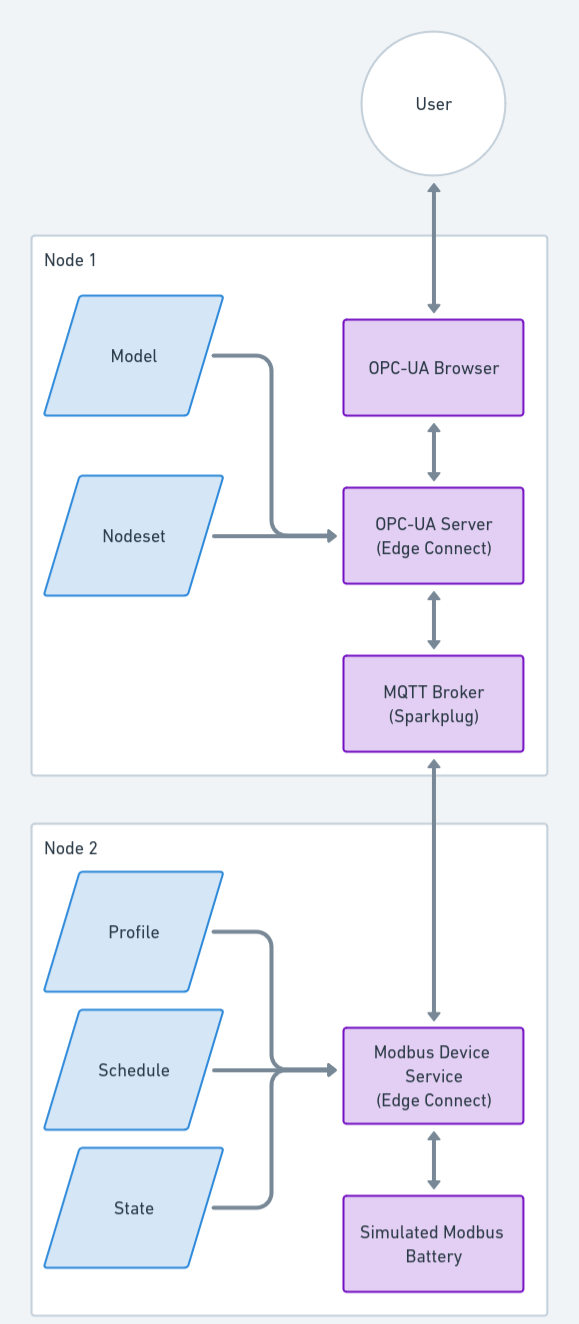 User
Node 1
Model
OPC-UA Browser
Nodeset
OPC-UA Server
(Edge Connect)
MQTT Broker
(Sparkplug)
Node 2
Profile
Schedule
Modbus Device
Service
(Edge Connect)
State
Simulated Modbus
Battery